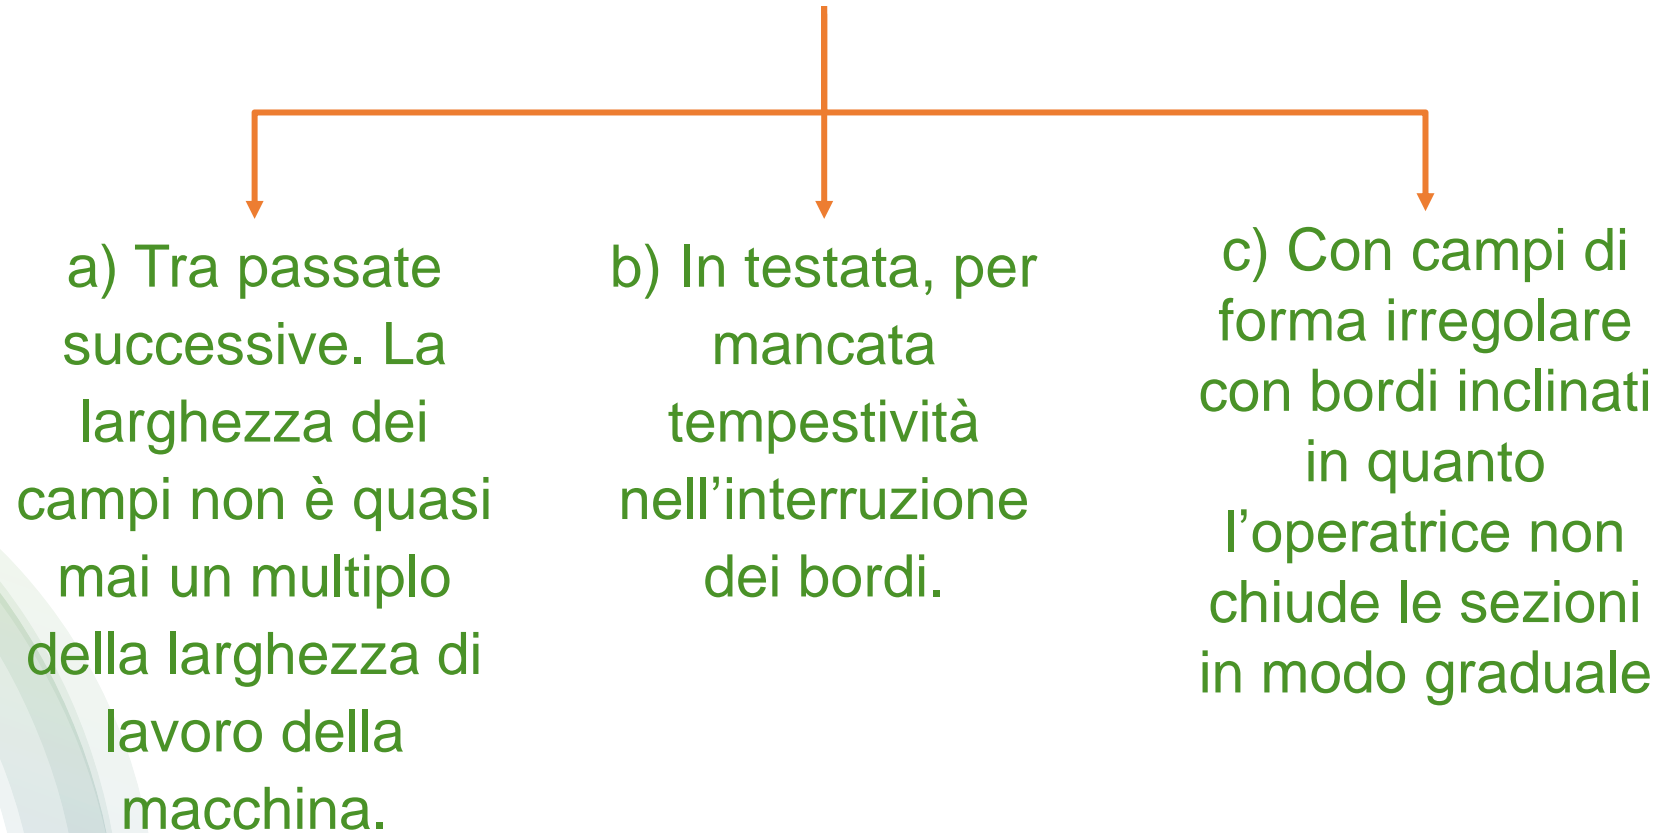 a) Tra passate
successive. La
larghezza dei
campi non è quasi
mai un multiplo
della larghezza di
lavoro della
macchina.
b) In testata, per
mancata
tempestività
nell’interruzione
dei bordi.
c) Con campi di
forma irregolare
con bordi inclinati
in quanto
l’operatrice non
chiude le sezioni
in modo graduale